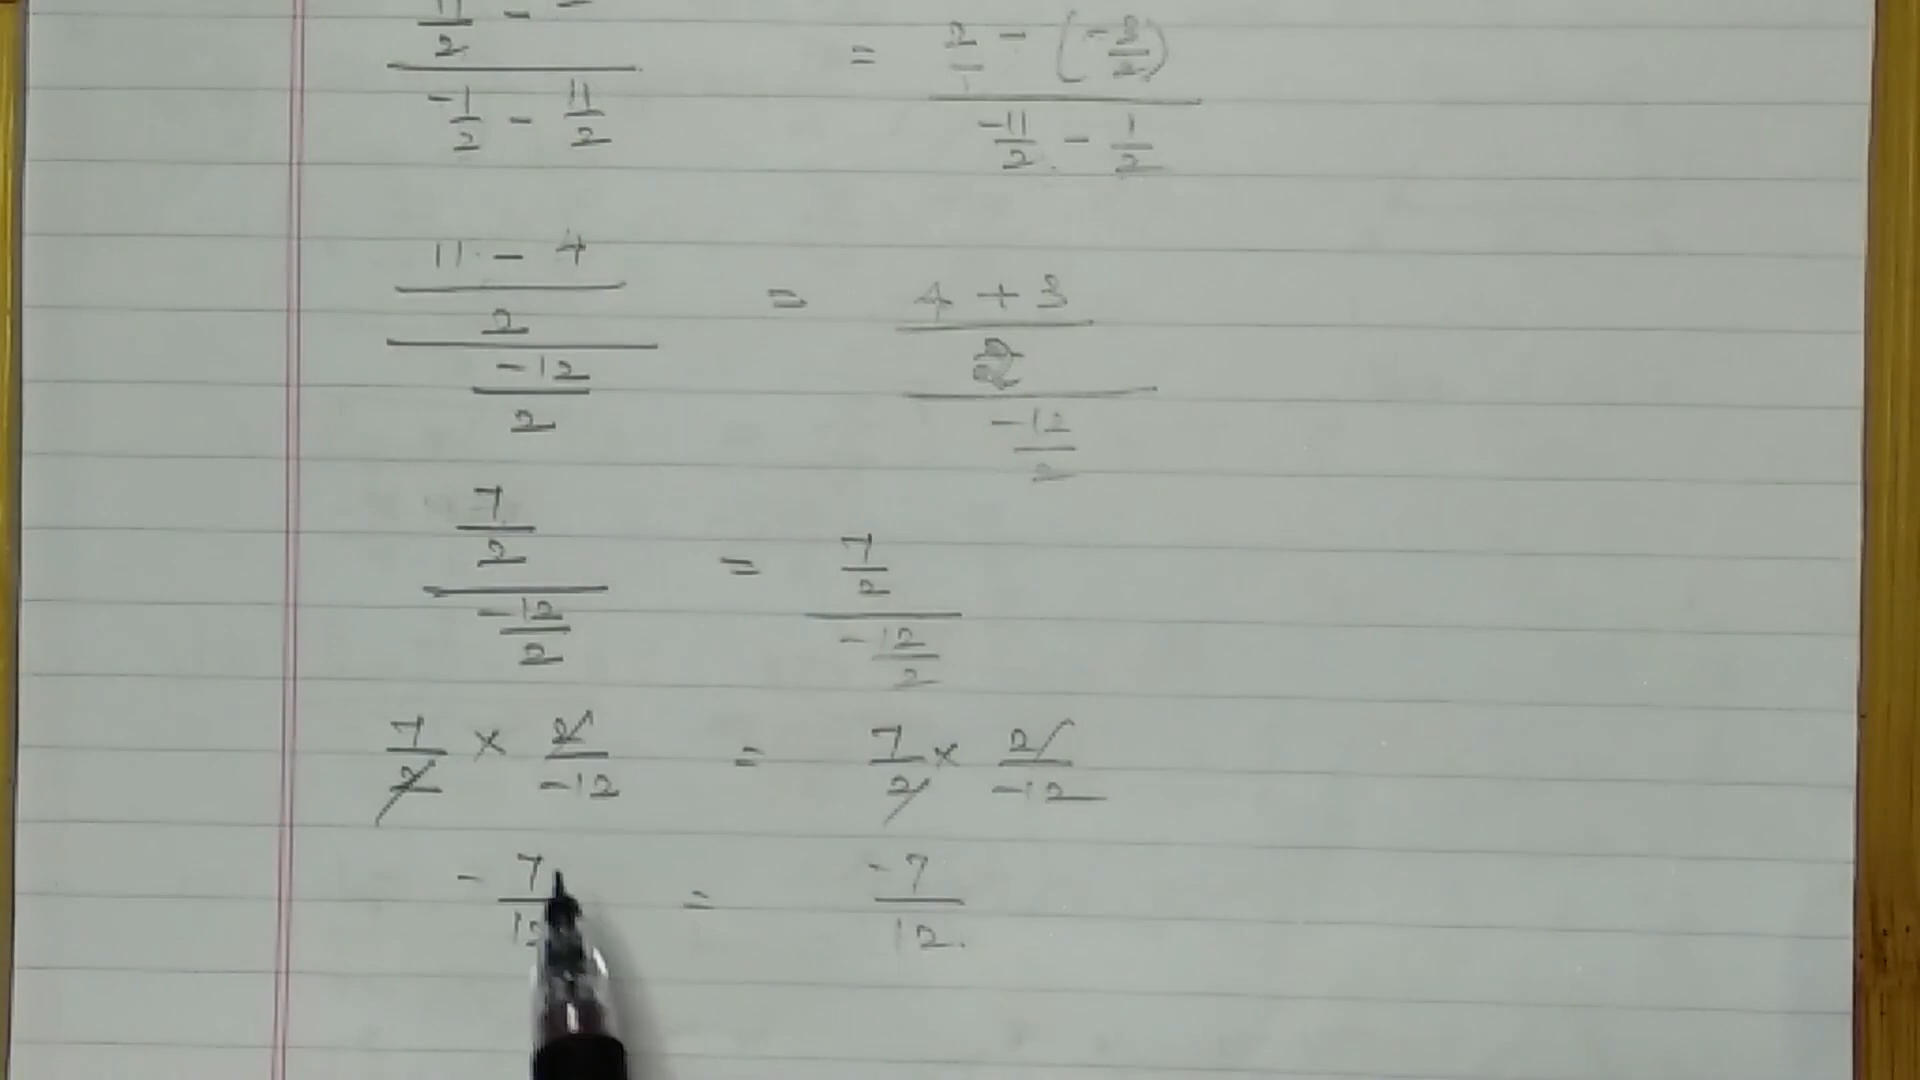 11/2 - 
-1/2 - 11/2 = 2/1 - (-3/2)
-11/2 - 1/2
11 - 4 = 4 + 3
2 2
-12/2 -12/2
7/2 = 7/2
-12/2 -12/2
7/2 × 2/-12 = 7/2 × 2/-12
-7/12 = -7/12.